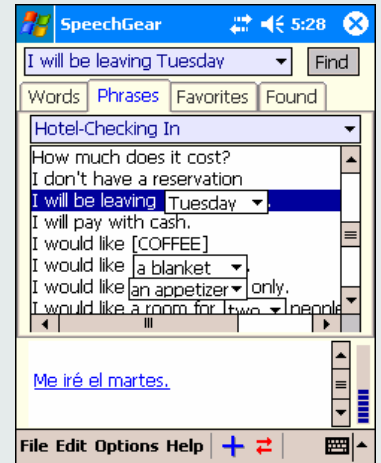 SpeechGear 5:28
I will be leaving Tuesday Find
Words Phrases Favorites Found
Hotel-Checking In
How much does it cost?
I don't have a reservation
I will be leaving Tuesday.
I will pay with cash.
I would like [COFFEE]
I would like a blanket.
I would like an appetizer only.
I would like a room for two people
Me iré el martes.
File Edit Options Help